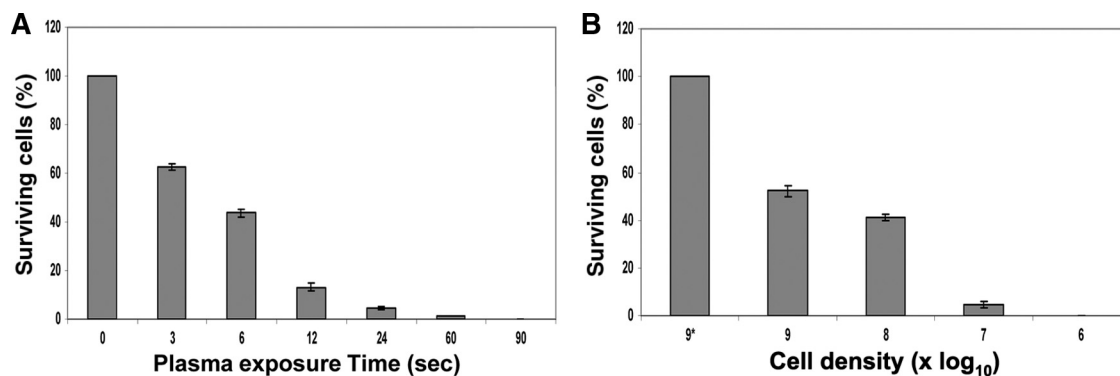 A
Surviving cells (%)
120
100
80
60
40
20
0
0 3 6 12 24 60 90
Plasma exposure Time (sec)
B
Surviving cells (%)
120
100
80
60
40
20
0
9* 9 8 7 6
Cell density (x log10)